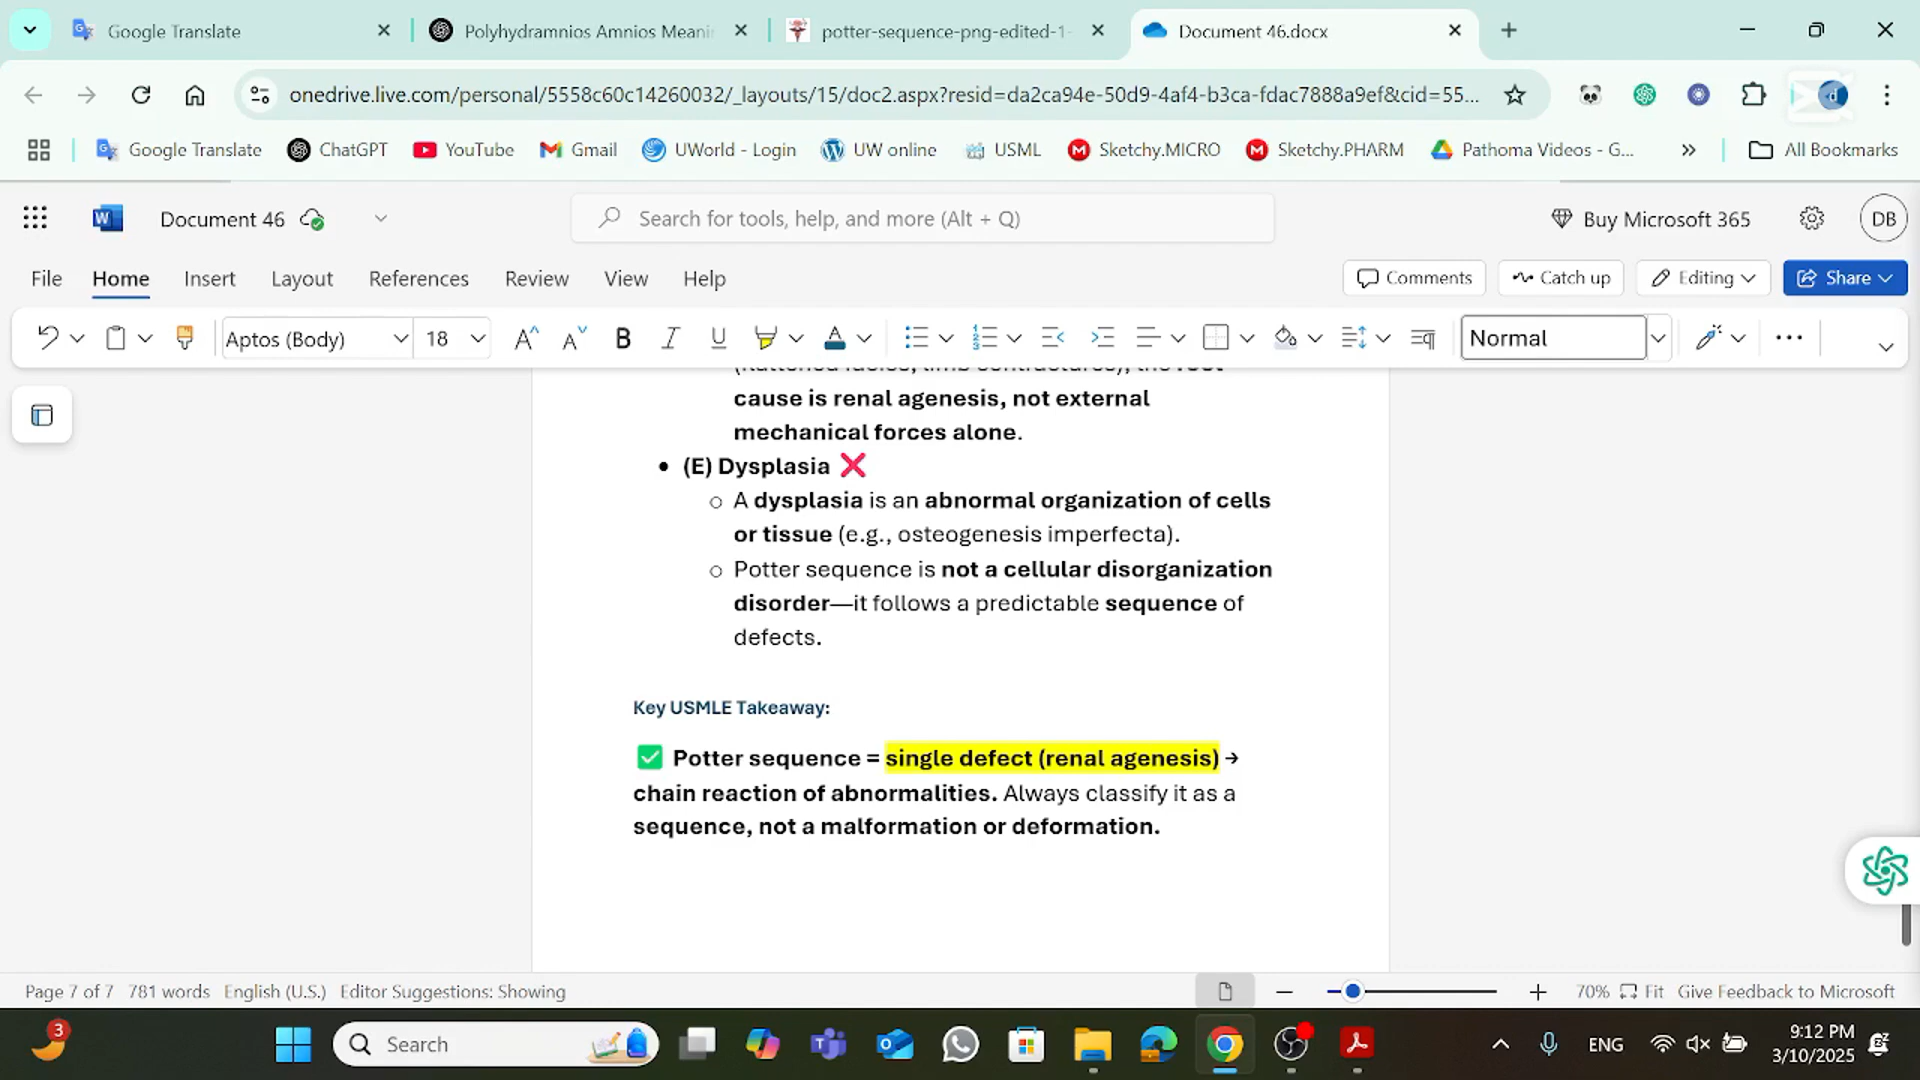 Google Translate
Polyhydramnios Amnios Meani
potter-sequence-png-edited-1-
Document 46.docx
onedrive.live.com/personal/5558c60c14260032/_layouts/15/doc2.aspx?resid=da2ca94e-50d9-4af4-b3ca-fdac7888a9ef&cid=55...
d
Google Translate
ChatGPT
YouTube
Gmail
UWorld - Login
UW online
USML
Sketchy.MICRO
Sketchy.PHARM
Pathoma Videos - G...
All Bookmarks
W
Document 46
Search for tools, help, and more (Alt + Q)
Buy Microsoft 365
DB
File
Home
Insert
Layout
References
Review
View
Help
Comments
Catch up
Editing
Share
Aptos (Body)
18
Normal
cause is renal agenesis, not external
mechanical forces alone.
• (E) Dysplasia ❌
○ A dysplasia is an abnormal organization of cells
or tissue (e.g., osteogenesis imperfecta).
○ Potter sequence is not a cellular disorganization
disorder—it follows a predictable sequence of
defects.
Key USMLE Takeaway:
✅ Potter sequence = single defect (renal agenesis) →
chain reaction of abnormalities. Always classify it as a
sequence, not a malformation or deformation.
Page 7 of 7
781 words
English (U.S.)
Editor Suggestions: Showing
70%
Fit
Give Feedback to Microsoft
3
Search
ENG
9:12 PM
3/10/2025